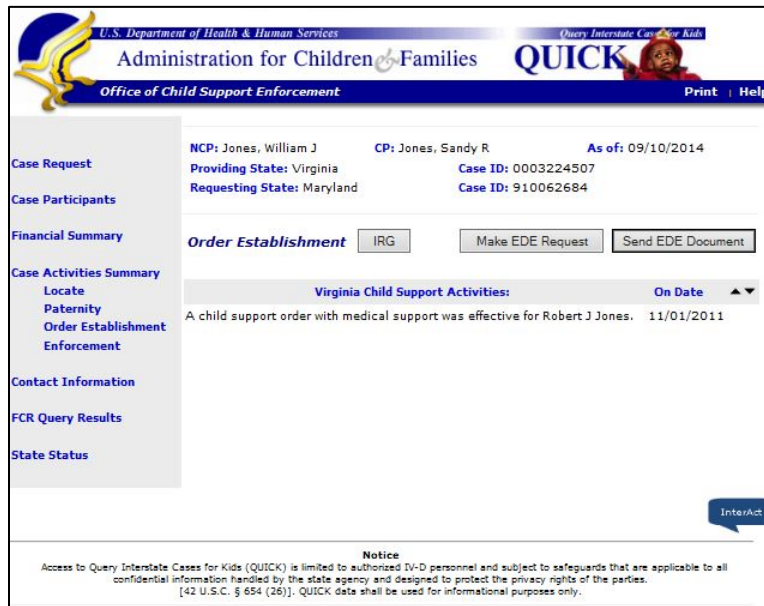 U.S. Department of Health & Human Services
Query Interstate Cases for Kids
Administration for Children & Families
QUICK
Office of Child Support Enforcement
Print | Help
NCP: Jones, William J CP: Jones, Sandy R As of: 09/10/2014
Providing State: Virginia Case ID: 0003224507
Requesting State: Maryland Case ID: 910062684
Case Request
Case Participants
Financial Summary
Case Activities Summary
Locate
Paternity
Order Establishment
Enforcement
Contact Information
FCR Query Results
State Status
Order Establishment IRG Make EDE Request Send EDE Document
Virginia Child Support Activities: On Date ▲▼
A child support order with medical support was effective for Robert J Jones. 11/01/2011
InterAct
Notice
Access to Query Interstate Cases for Kids (QUICK) is limited to authorized IV-D personnel and subject to safeguards that are applicable to all
confidential information handled by the state agency and designed to protect the privacy rights of the parties.
[42 U.S.C. § 654 (26)]. QUICK data shall be used for informational purposes only.